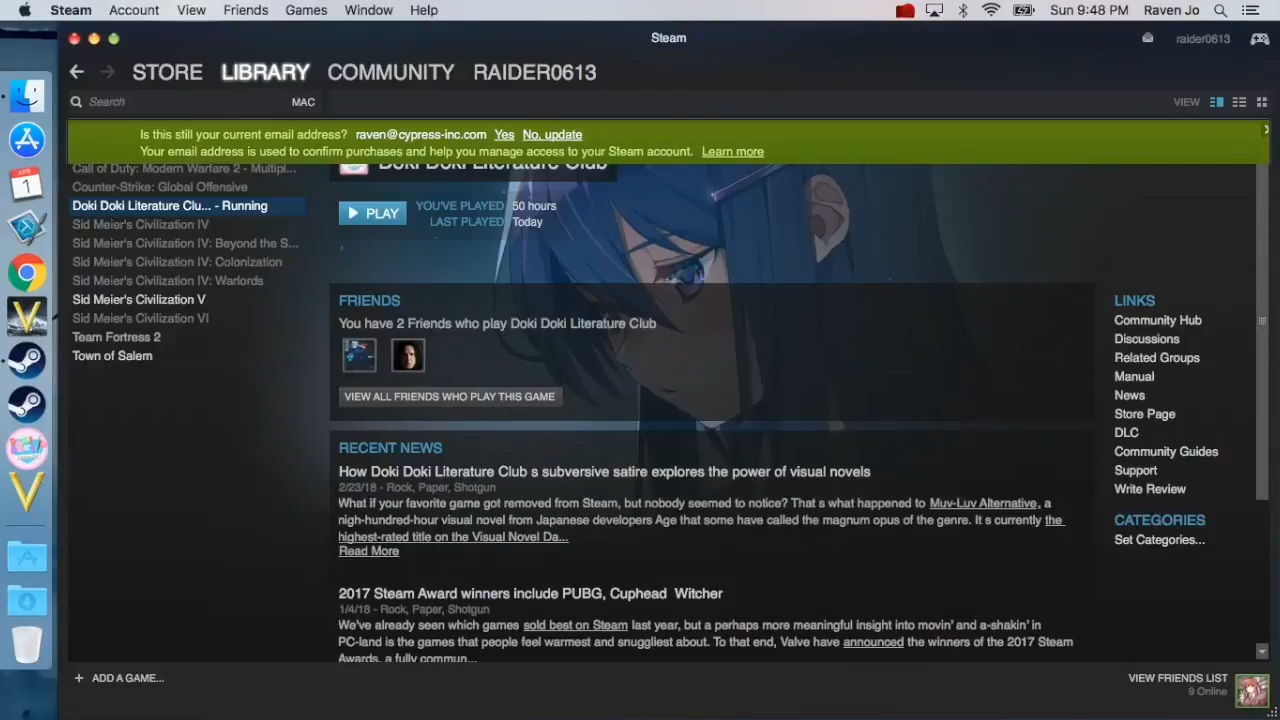 Steam Account View Friends Games Window Help Sun 9:48 PM Raven Jo
Steam
raider0613
STORE LIBRARY COMMUNITY RAIDER0613
Search MAC VIEW
Is this still your current email address? raven@cypress-inc.com Yes No, update
Your email address is used to confirm purchases and help you manage access to your Steam account. Learn more
Call of Duty: Modern Warfare 2 - Multipl...
Doki Doki Literature Club
Counter-Strike: Global Offensive
Doki Doki Literature Clu... - Running
Sid Meier's Civilization IV
Sid Meier's Civilization IV: Beyond the S...
Sid Meier's Civilization IV: Colonization
Sid Meier's Civilization IV: Warlords
Sid Meier's Civilization V
Sid Meier's Civilization VI
Team Fortress 2
Town of Salem
PLAY
YOU'VE PLAYED 50 hours
LAST PLAYED Today
FRIENDS
You have 2 Friends who play Doki Doki Literature Club
VIEW ALL FRIENDS WHO PLAY THIS GAME
RECENT NEWS
How Doki Doki Literature Club s subversive satire explores the power of visual novels
2/23/18 - Rock, Paper, Shotgun
What if your favorite game got removed from Steam, but nobody seemed to notice? That s what happened to Muv-Luv Alternative, a
nigh-hundred-hour visual novel from Japanese developers Age that some have called the magnum opus of the genre. It s currently the
highest-rated title on the Visual Novel Da...
Read More
2017 Steam Award winners include PUBG, Cuphead Witcher
1/4/18 - Rock, Paper, Shotgun
We've already seen which games sold best on Steam last year, but a perhaps more meaningful insight into movin' and a-shakin' in
PC-land is the games that people feel warmest and snuggliest about. To that end, Valve have announced the winners of the 2017 Steam
Awards, a fully commun...
LINKS
Community Hub
Discussions
Related Groups
Manual
News
Store Page
DLC
Community Guides
Support
Write Review
CATEGORIES
Set Categories...
APR
1
+ ADD A GAME...
VIEW FRIENDS LIST
9 Online